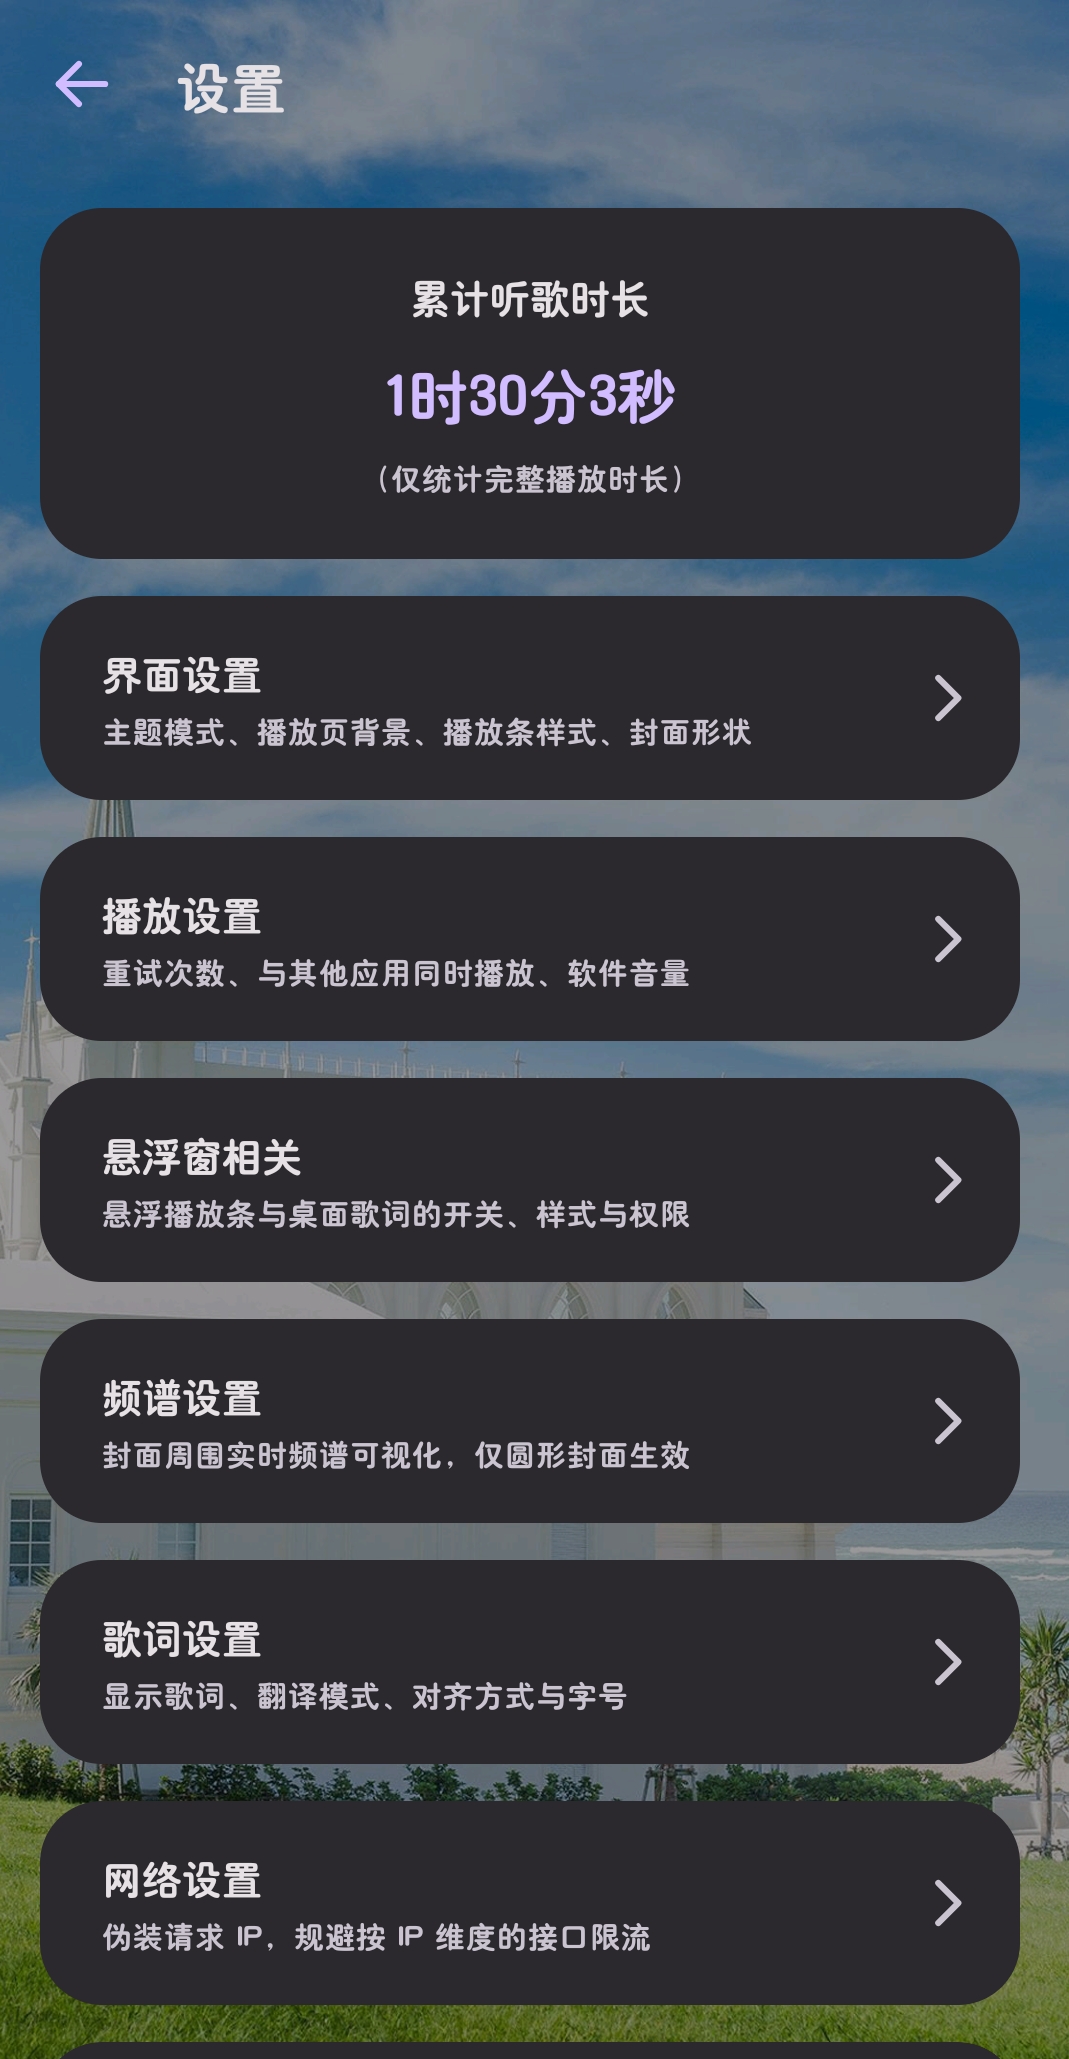 设置
累计听歌时长
1时30分3秒
（仅统计完整播放时长）
界面设置
主题模式、播放页背景、播放条样式、封面形状
播放设置
重试次数、与其他应用同时播放、软件音量
悬浮窗相关
悬浮播放条与桌面歌词的开关、样式与权限
频谱设置
封面周围实时频谱可视化，仅圆形封面生效
歌词设置
显示歌词、翻译模式、对齐方式与字号
网络设置
伪装请求 IP，规避按 IP 维度的接口限流